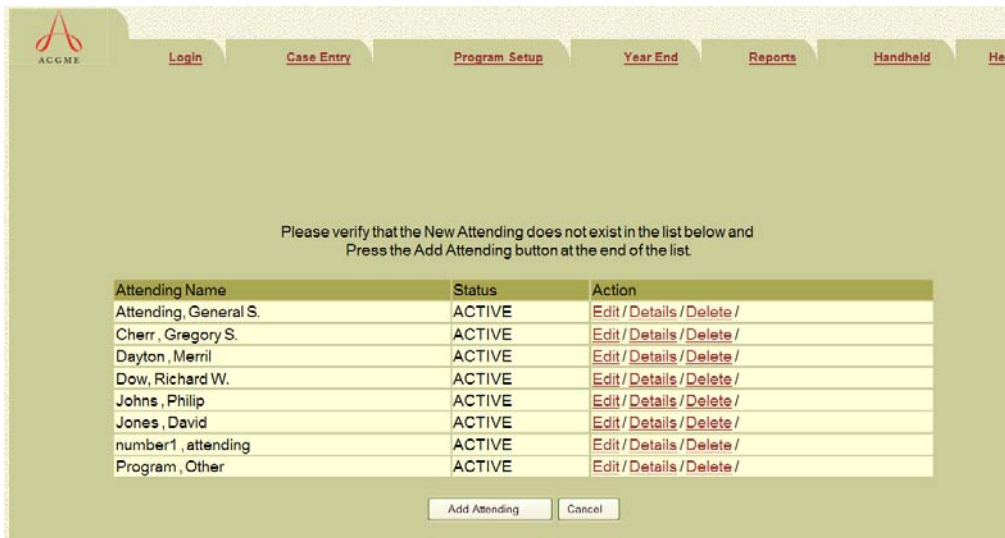 ACGME
Login Case Entry Program Setup Year End Reports Handheld He
Please verify that the New Attending does not exist in the list below and
Press the Add Attending button at the end of the list.
Attending Name Status Action
Attending, General S. ACTIVE Edit / Details / Delete /
Cherr , Gregory S. ACTIVE Edit / Details / Delete /
Dayton , Merril ACTIVE Edit / Details / Delete /
Dow, Richard W. ACTIVE Edit / Details / Delete /
Johns , Philip ACTIVE Edit / Details / Delete /
Jones , David ACTIVE Edit / Details / Delete /
number1 , attending ACTIVE Edit / Details / Delete /
Program , Other ACTIVE Edit / Details / Delete /
Add Attending Cancel